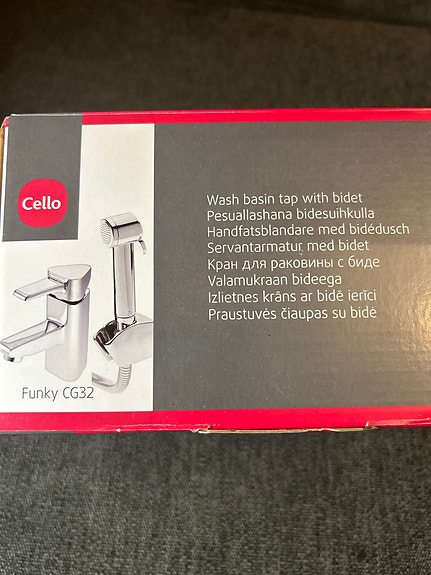 Cello
Funky CG32
Wash basin tap with bidet
Pesuallashana bidesuihkulla
Handfatsblandare med bidédusch
Servantarmatur med bidet
Кран для раковины с биде
Valamukraan bideega
Izlietnes krāns ar bidē ierīci
Praustuvės čiaupas su bidė